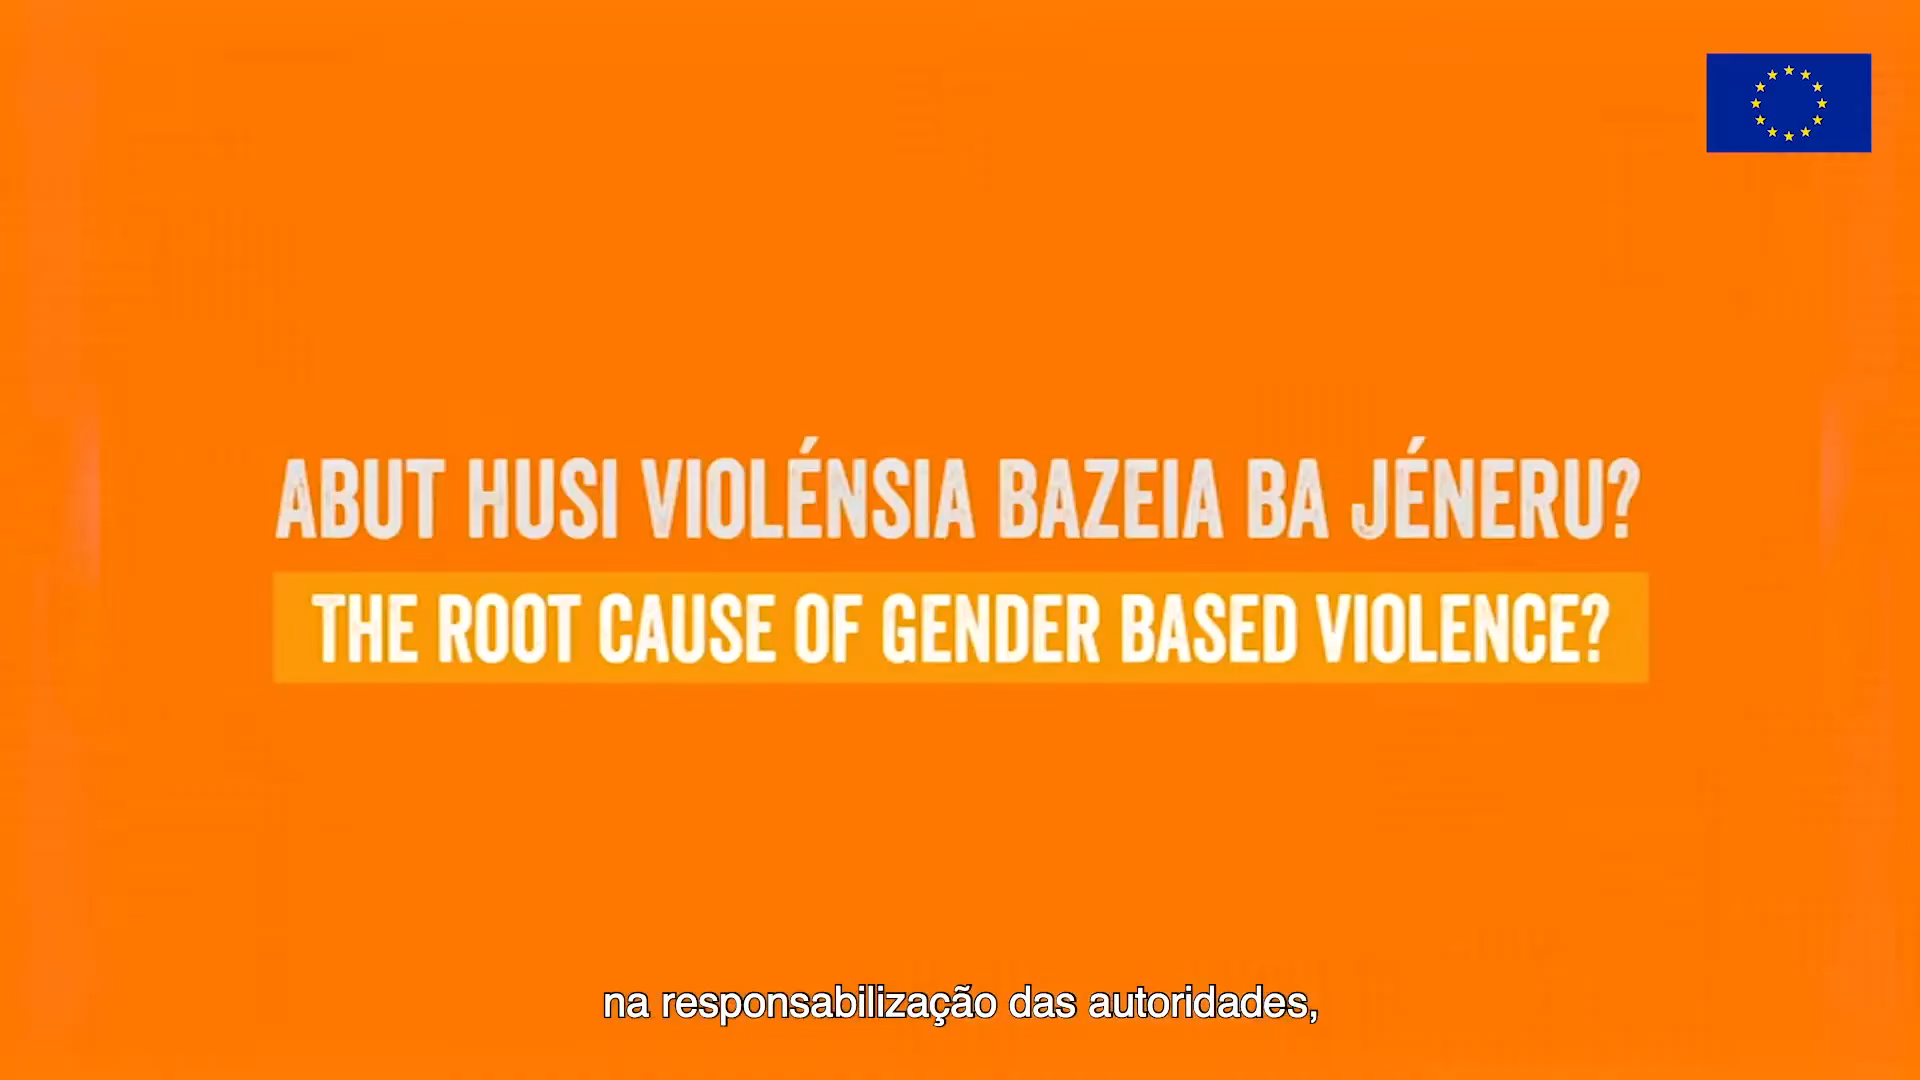 ABUT HUSI VIOLÉNSIA BAZEIA BA JÉNERU?
THE ROOT CAUSE OF GENDER BASED VIOLENCE?
na responsabilização das autoridades,